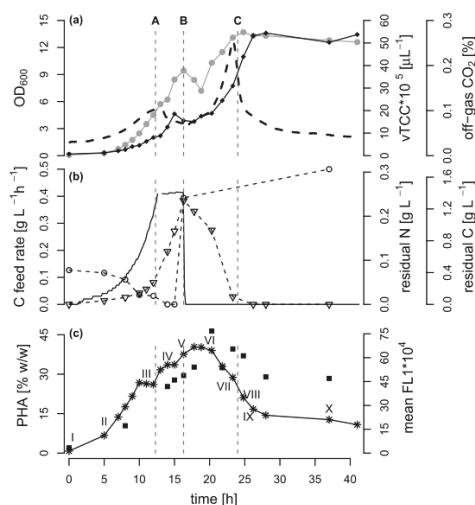 A B C
(a)
15
12
9
6
3
0
OD600
60
50
40
30
20
10
0
vTCC*10 5 [µL−1]
0.3
0.2
0.1
0.0
off-gas CO2 [%]
(b)
0.5
0.4
0.3
0.2
0.1
0.0
C feed rate [g L−1h−1]
0.3
0.2
0.1
0.0
residual N [g L−1]
1.6
1.2
0.8
0.4
0.0
residual C [g L−1]
(c)
45
30
15
0
PHA [% w/w]
I II III IV V VI VII VIII IX X
75
60
45
30
15
0
mean FL1*10^4
0 5 10 15 20 25 30 35 40
time [h]